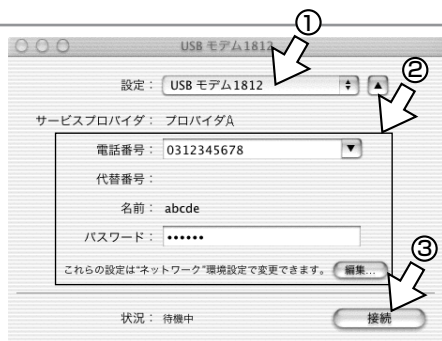 ①
USB モデム1812
設定： USB モデム1812
②
サービスプロバイダ： プロバイダA
電話番号： 0312345678
代替番号：
名前： abcde
パスワード： ••••••
これらの設定は"ネットワーク"環境設定で変更できます。 編集...
③
状況： 待機中 接続